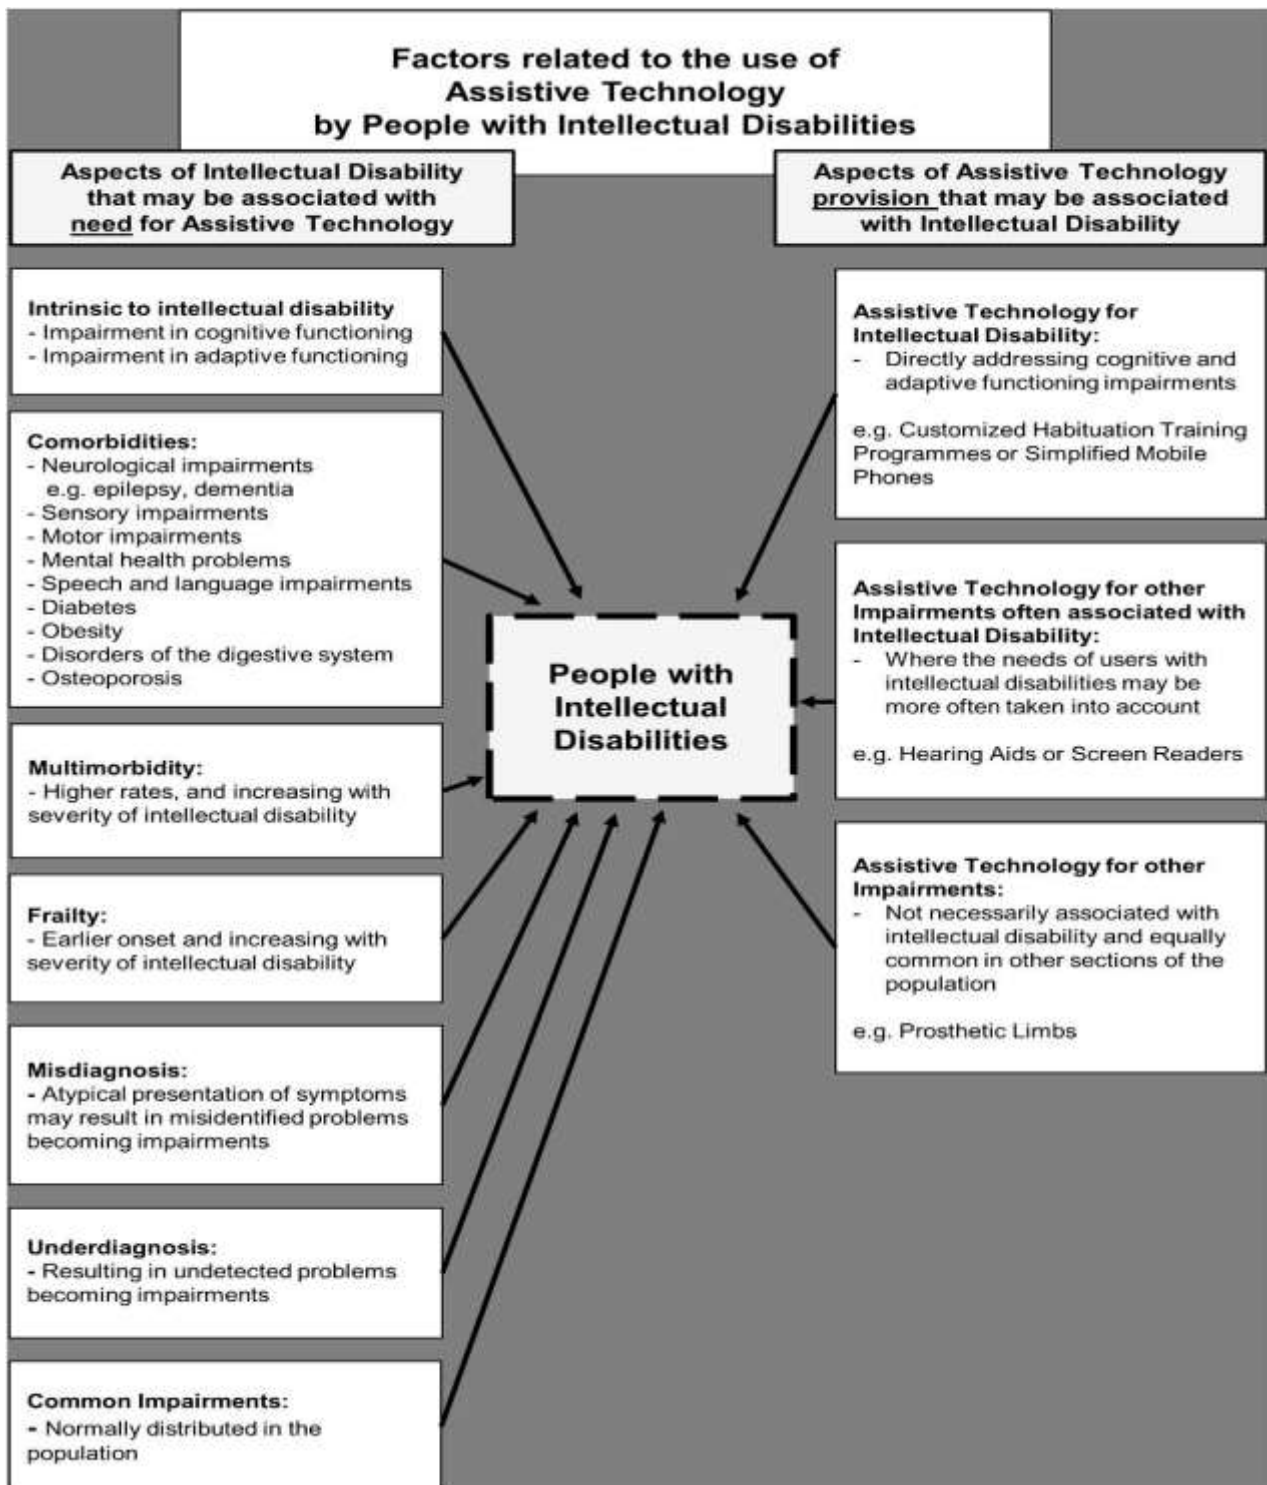 Factors related to the use of
Assistive Technology
by People with Intellectual Disabilities
Aspects of Intellectual Disability
that may be associated with
need for Assistive Technology
Intrinsic to intellectual disability
- Impairment in cognitive functioning
- Impairment in adaptive functioning
Comorbidities:
- Neurological impairments
e.g. epilepsy, dementia
- Sensory impairments
- Motor impairments
- Mental health problems
- Speech and language impairments
- Diabetes
- Obesity
- Disorders of the digestive system
- Osteoporosis
Multimorbidity:
- Higher rates, and increasing with
severity of intellectual disability
Frailty:
- Earlier onset and increasing with
severity of intellectual disability
Misdiagnosis:
- Atypical presentation of symptoms
may result in misidentified problems
becoming impairments
Underdiagnosis:
- Resulting in undetected problems
becoming impairments
Common Impairments:
- Normally distributed in the
population
People with
Intellectual
Disabilities
Aspects of Assistive Technology
provision that may be associated
with Intellectual Disability
Assistive Technology for
Intellectual Disability:
- Directly addressing cognitive and
adaptive functioning impairments
e.g. Customized Habituation Training
Programmes or Simplified Mobile
Phones
Assistive Technology for other
Impairments often associated with
Intellectual Disability:
- Where the needs of users with
intellectual disabilities may be
more often taken into account
e.g. Hearing Aids or Screen Readers
Assistive Technology for other
Impairments:
- Not necessarily associated with
intellectual disability and equally
common in other sections of the
population
e.g. Prosthetic Limbs